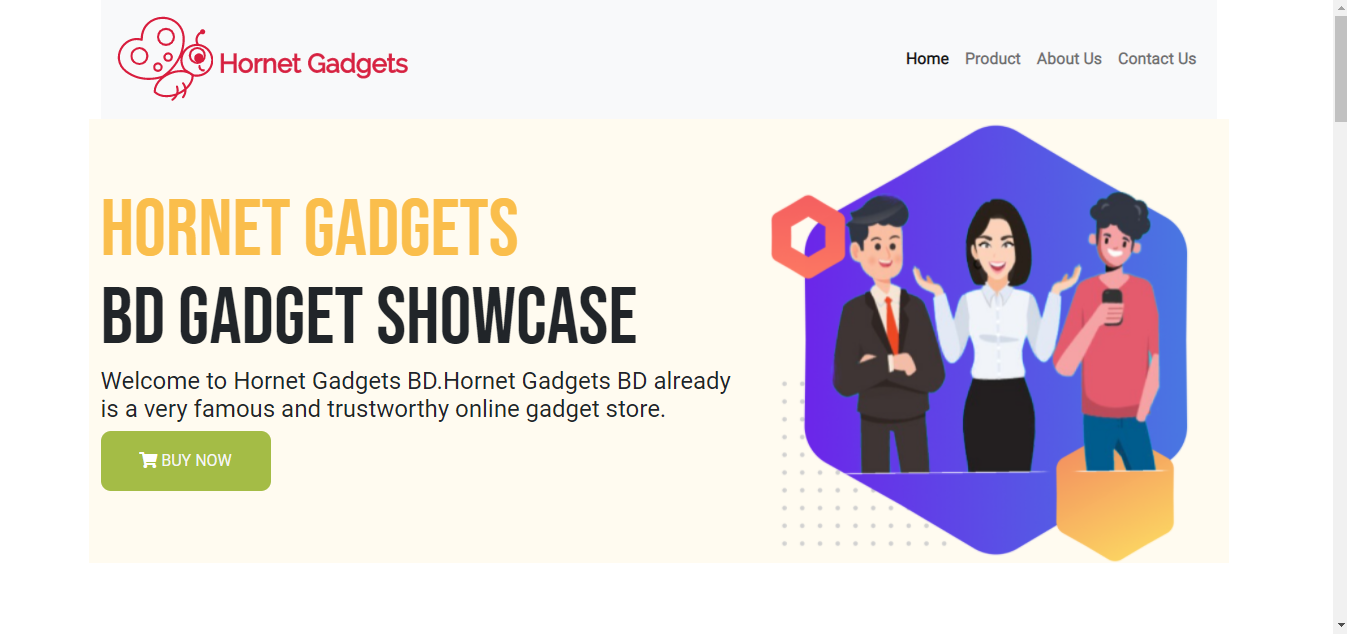 Hornet Gadgets
Home Product About Us Contact Us
HORNET GADGETS
BD GADGET SHOWCASE
Welcome to Hornet Gadgets BD.Hornet Gadgets BD already
is a very famous and trustworthy online gadget store.
BUY NOW